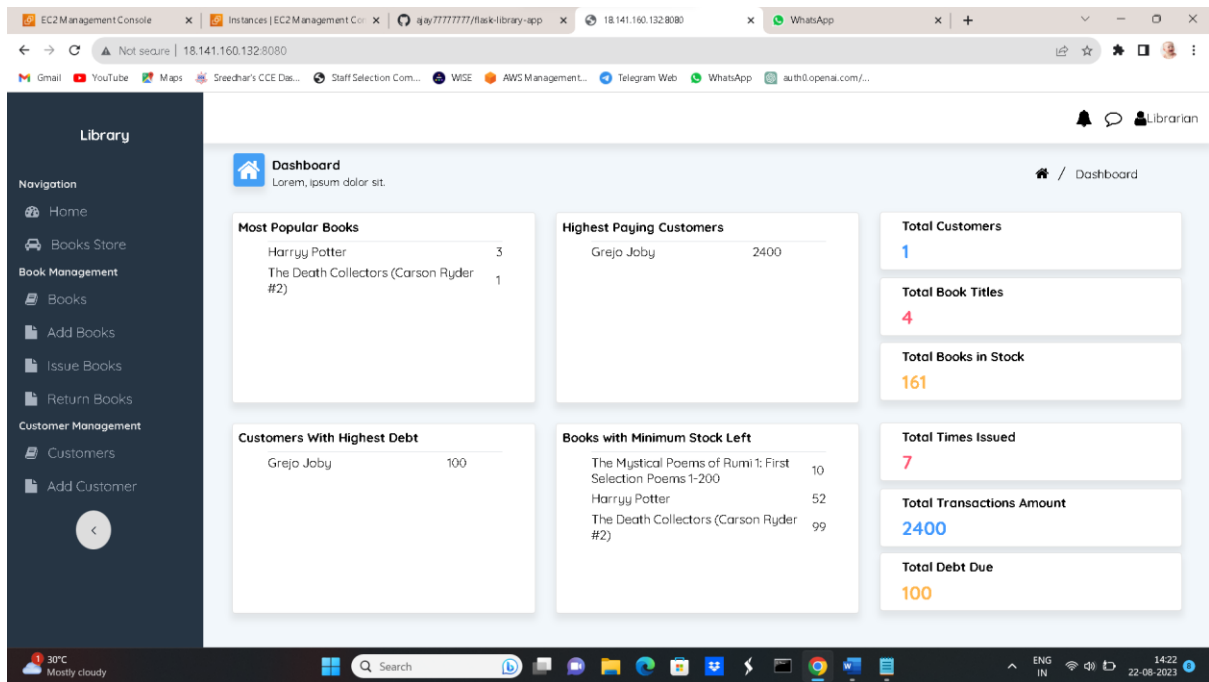 EC2 Management Console
Instances | EC2 Management Cor
ajay77777777/flask-library-app
18.141.160.132:8080
WhatsApp
Not secure | 18.141.160.132:8080
Gmail
YouTube
Maps
Sreedhar's CCE Das...
Staff Selection Com...
WISE
AWS Management...
Telegram Web
WhatsApp
auth0.openai.com/...
Library
Navigation
Home
Books Store
Book Management
Books
Add Books
Issue Books
Return Books
Customer Management
Customers
Add Customer
Librarian
Dashboard
Lorem, ipsum dolor sit.
/ Dashboard
Most Popular Books
Harryy Potter 3
The Death Collectors (Carson Ryder
#2) 1
Highest Paying Customers
Grejo Joby 2400
Total Customers
1
Total Book Titles
4
Total Books in Stock
161
Customers With Highest Debt
Grejo Joby 100
Books with Minimum Stock Left
The Mystical Poems of Rumi 1: First
Selection Poems 1-200 10
Harryy Potter 52
The Death Collectors (Carson Ryder
#2) 99
Total Times Issued
7
Total Transactions Amount
2400
Total Debt Due
100
1
30°C
Mostly cloudy
Search
ENG
IN
14:22
22-08-2023
8